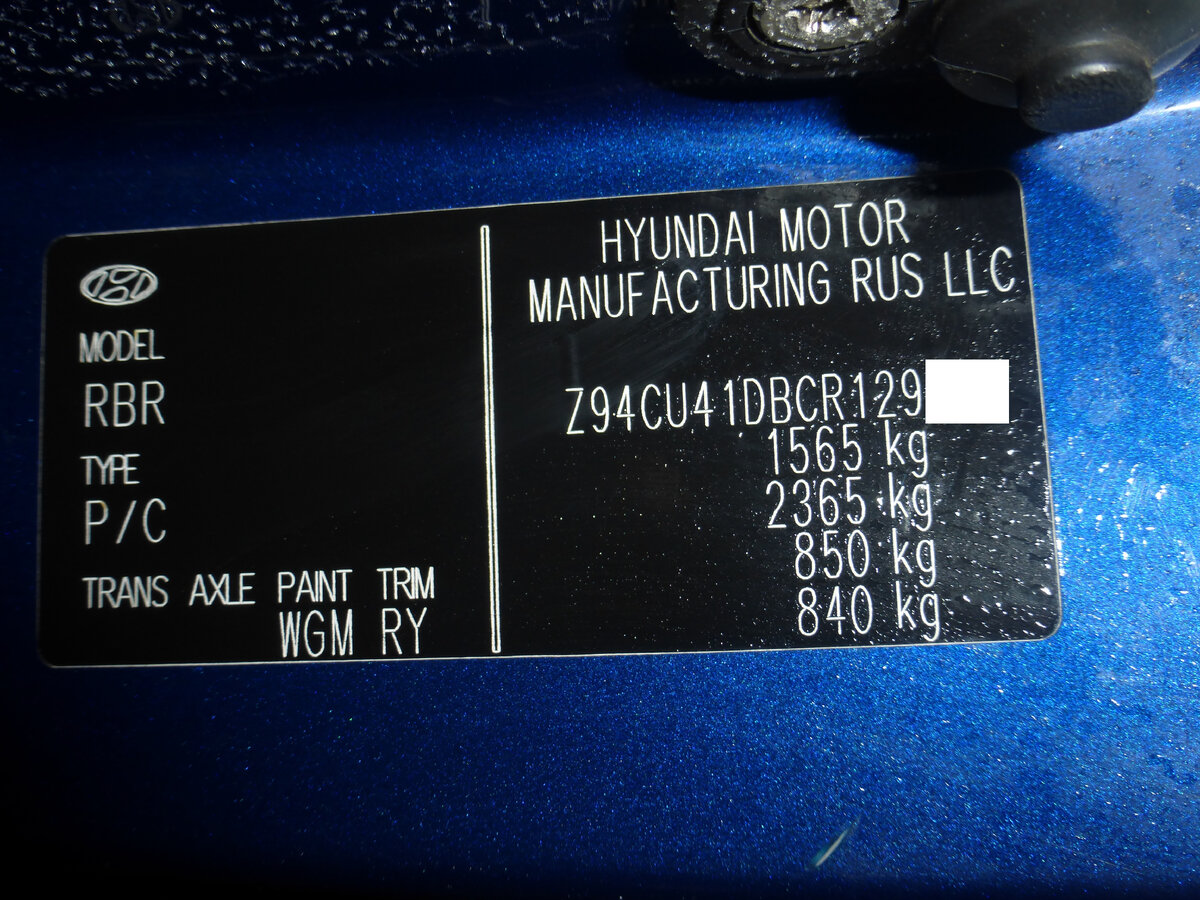 MODEL
RBR
TYPE
P/C
TRANS AXLE PAINT TRIM
WGM RY
HYUNDAI MOTOR
MANUFACTURING RUS LLC
Z94CU41DBCR129
1565 kg
2365 kg
850 kg
840 kg